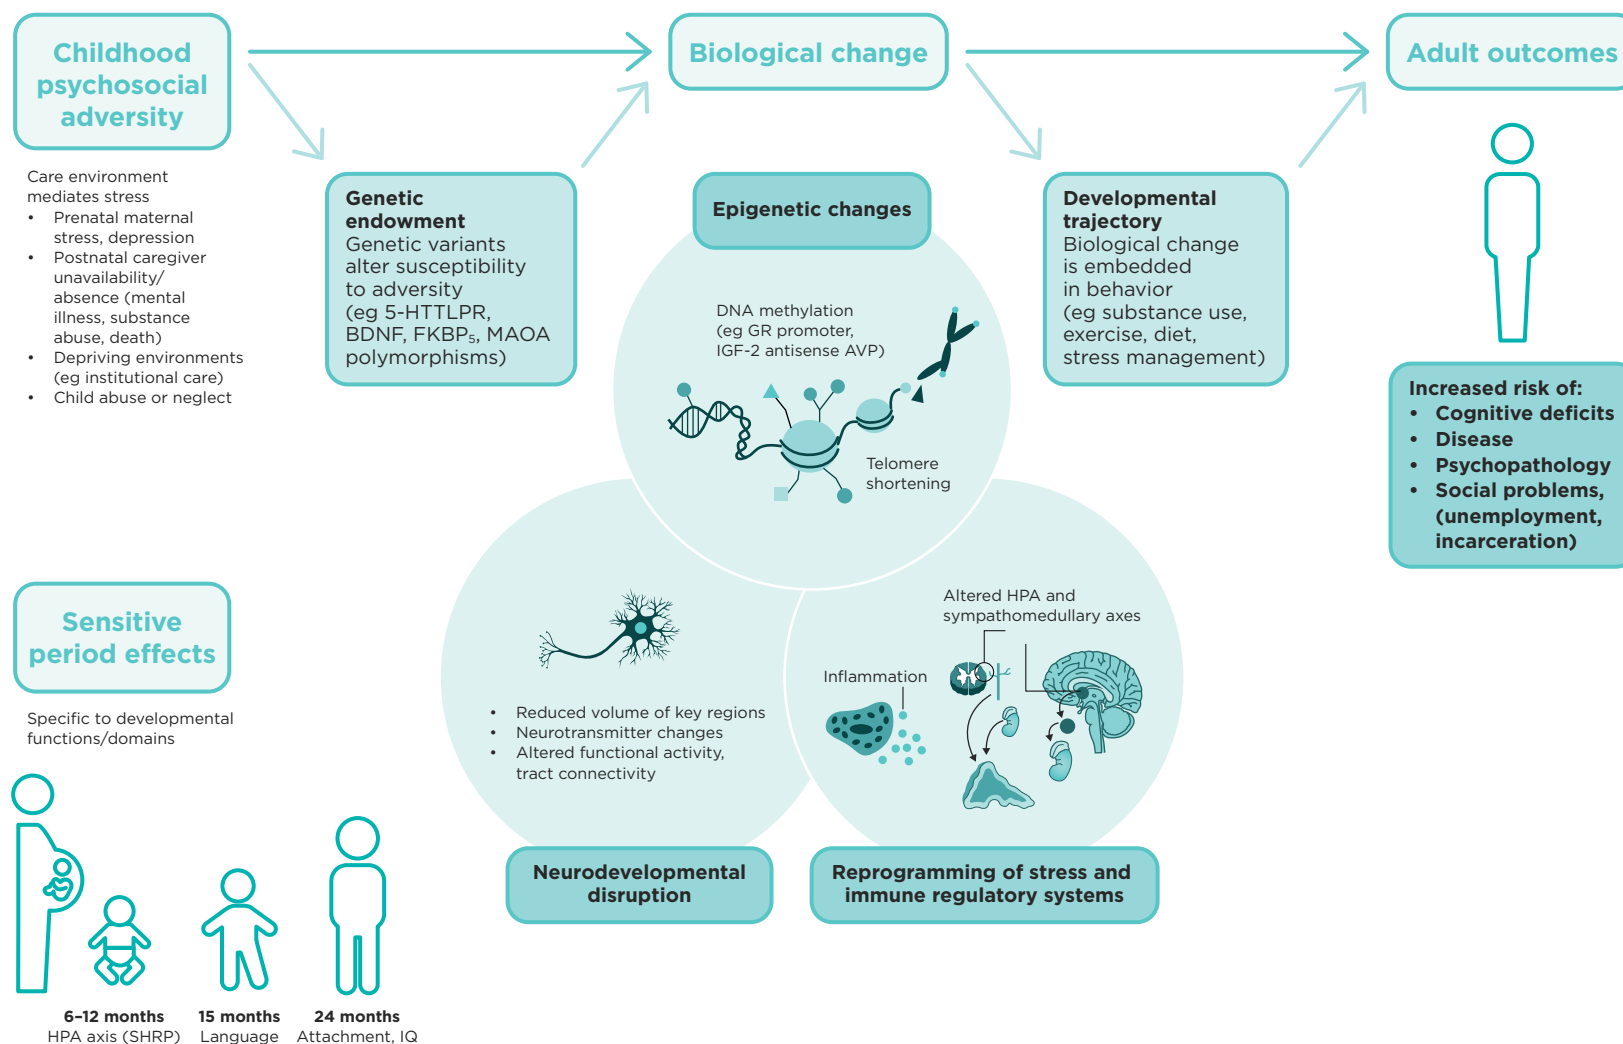 Childhood
psychosocial
adversity
Care environment
mediates stress
• Prenatal maternal
stress, depression
• Postnatal caregiver
unavailability/
absence (mental
illness, substance
abuse, death)
• Depriving environments
(eg institutional care)
• Child abuse or neglect
Genetic
endowment
Genetic variants
alter susceptibility
to adversity
(eg 5-HTTLPR,
BDNF, FKBP₅, MAOA
polymorphisms)
Biological change
Epigenetic changes
DNA methylation
(eg GR promoter,
IGF-2 antisense AVP)
Telomere
shortening
• Reduced volume of key regions
• Neurotransmitter changes
• Altered functional activity,
tract connectivity
Neurodevelopmental
disruption
Altered HPA and
sympathomedullary axes
Inflammation
Reprogramming of stress and
immune regulatory systems
Developmental
trajectory
Biological change
is embedded
in behavior
(eg substance use,
exercise, diet,
stress management)
Adult outcomes
Increased risk of:
• Cognitive deficits
• Disease
• Psychopathology
• Social problems,
(unemployment,
incarceration)
Sensitive
period effects
Specific to developmental
functions/domains
6–12 months
HPA axis (SHRP)
15 months
Language
24 months
Attachment, IQ